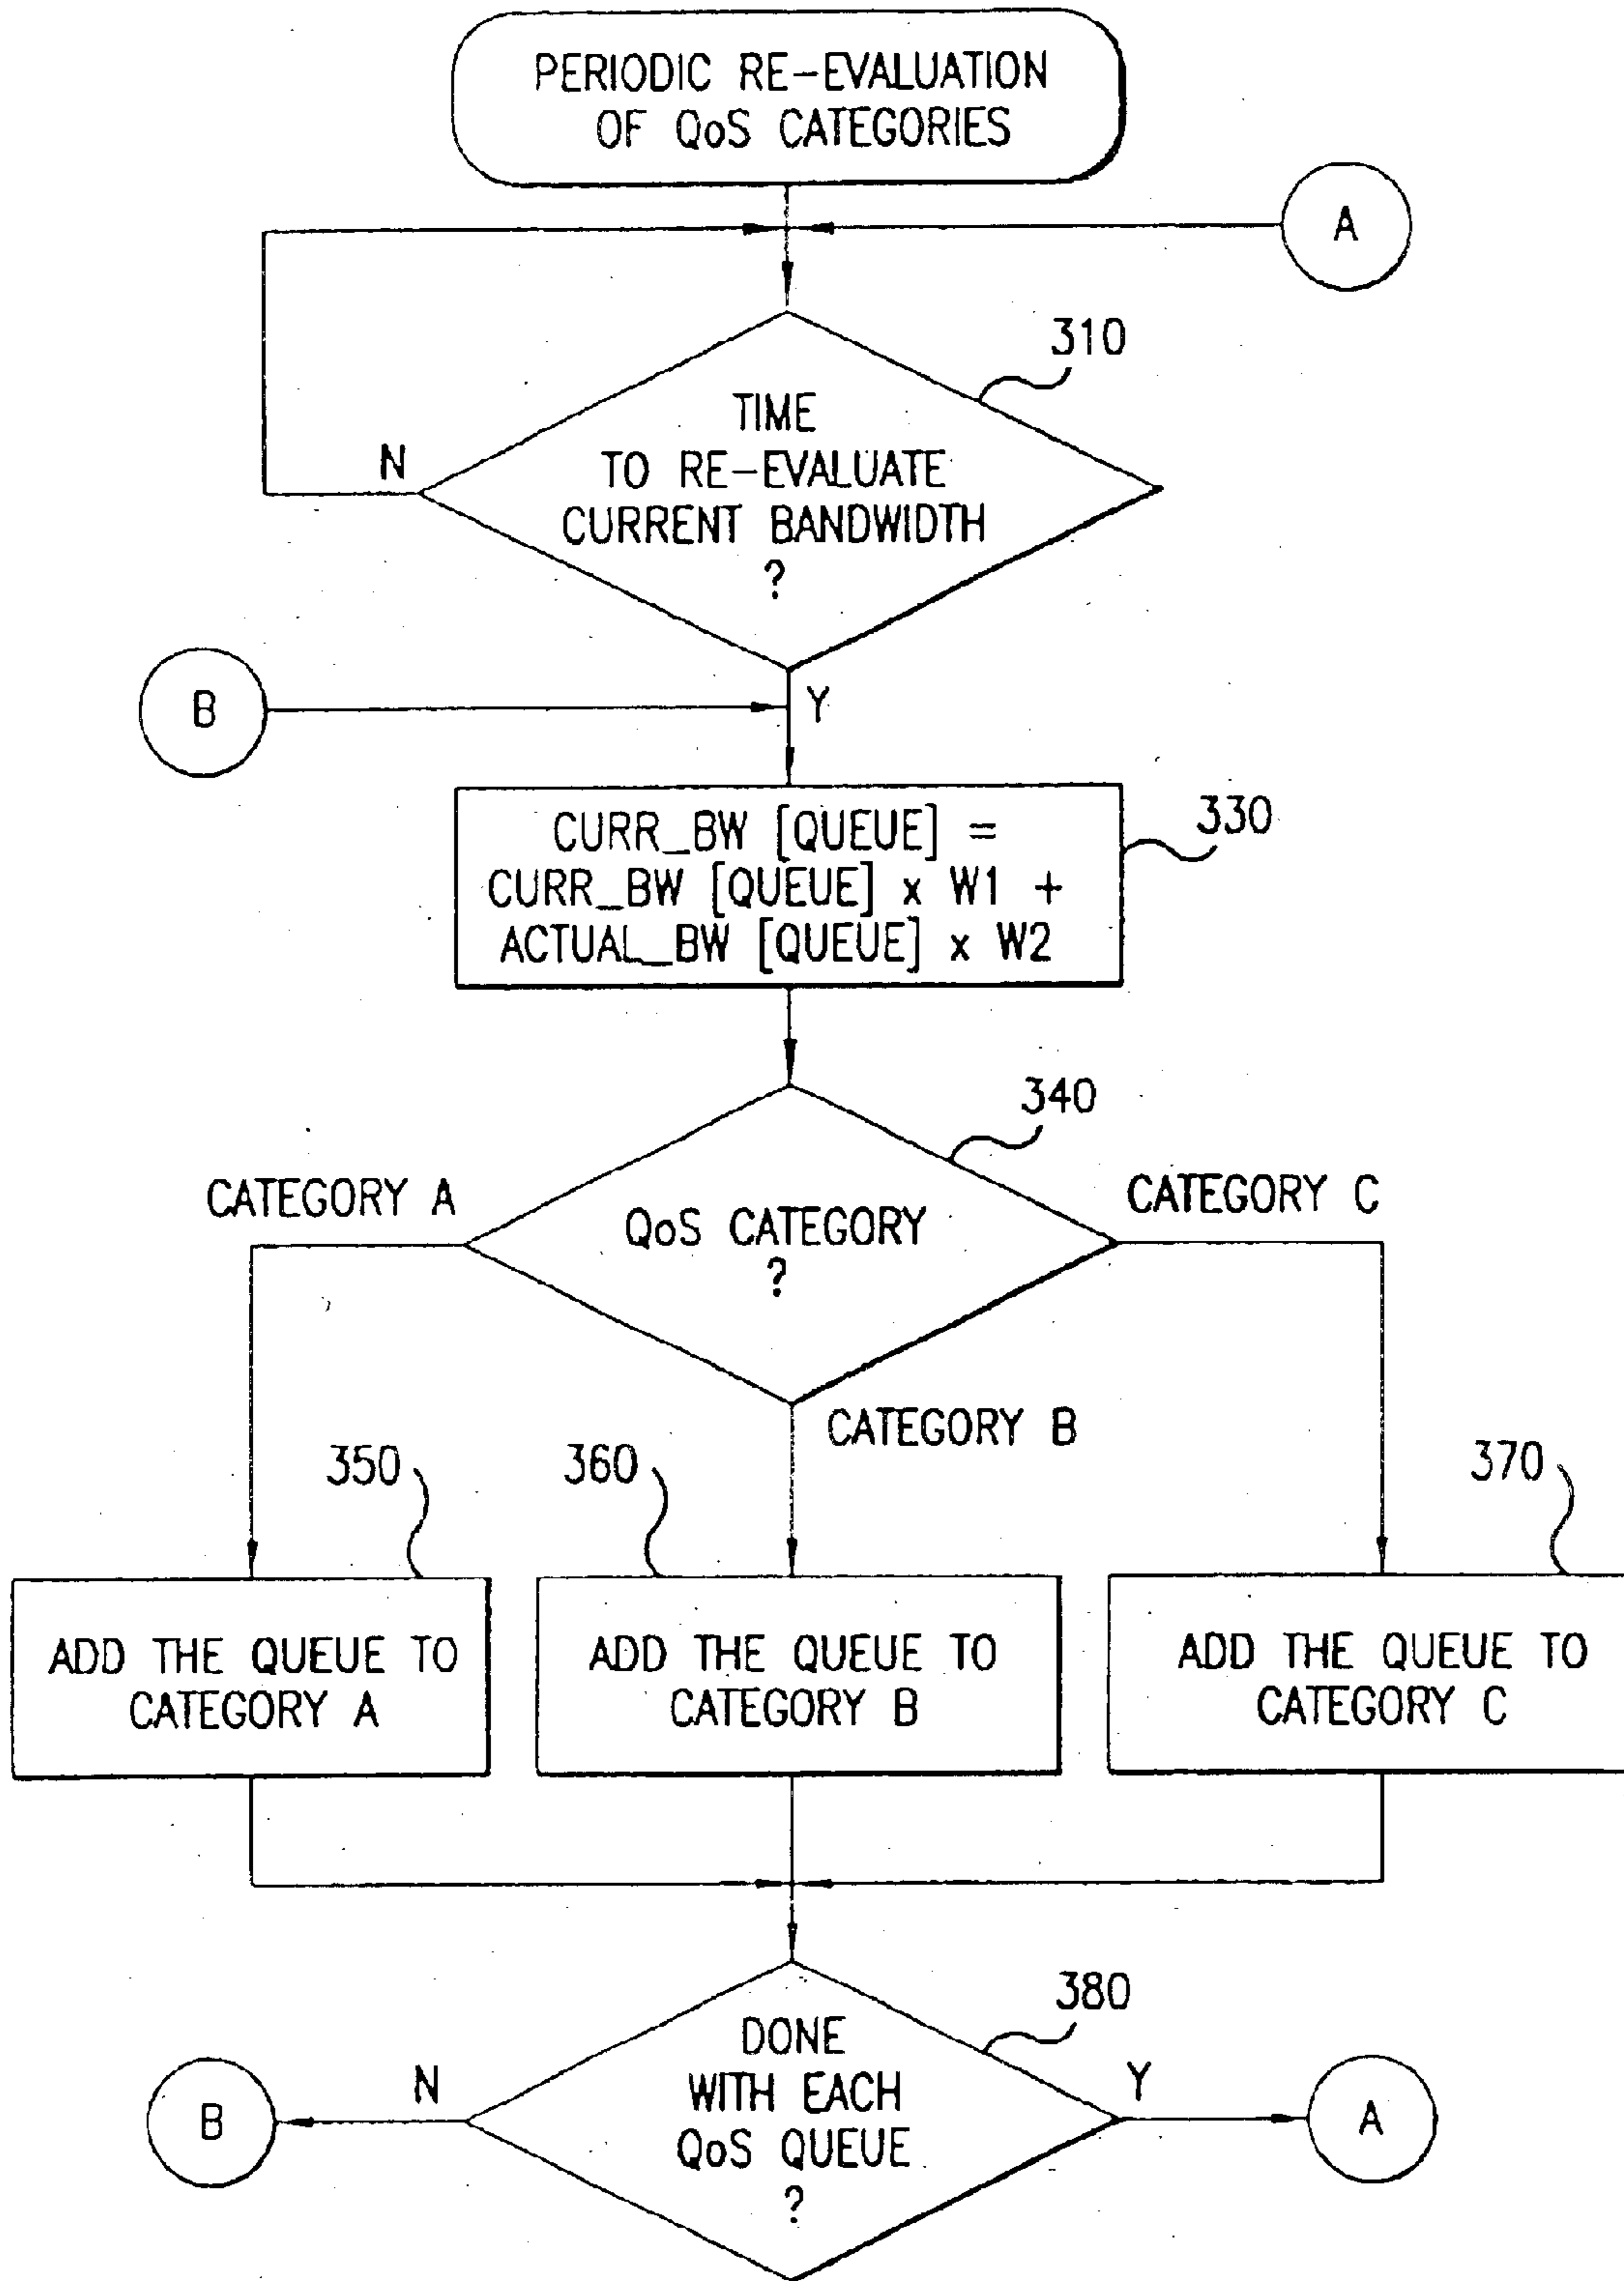 PERIODIC RE-EVALUATION
OF QoS CATEGORIES
A
310
TIME
TO RE-EVALUATE
CURRENT BANDWIDTH
?
N
B
Y
CURR_BW [QUEUE] =
CURR_BW [QUEUE] x W1 +
ACTUAL_BW [QUEUE] x W2
330
340
CATEGORY A
QoS CATEGORY
?
CATEGORY C
CATEGORY B
350
360
370
ADD THE QUEUE TO
CATEGORY A
ADD THE QUEUE TO
CATEGORY B
ADD THE QUEUE TO
CATEGORY C
380
DONE
WITH EACH
QoS QUEUE
?
N
B
Y
A